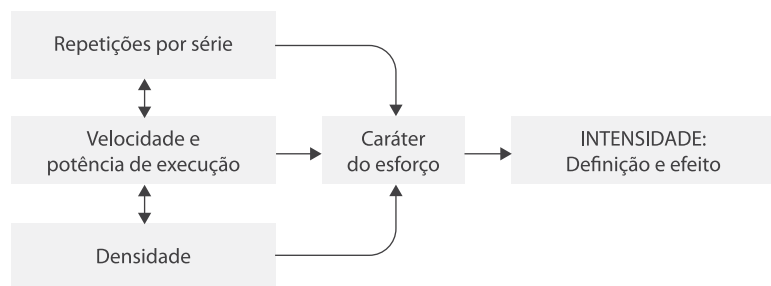 Repetições por série
Velocidade e
potência de execução
Caráter
do esforço
INTENSIDADE:
Definição e efeito
Densidade